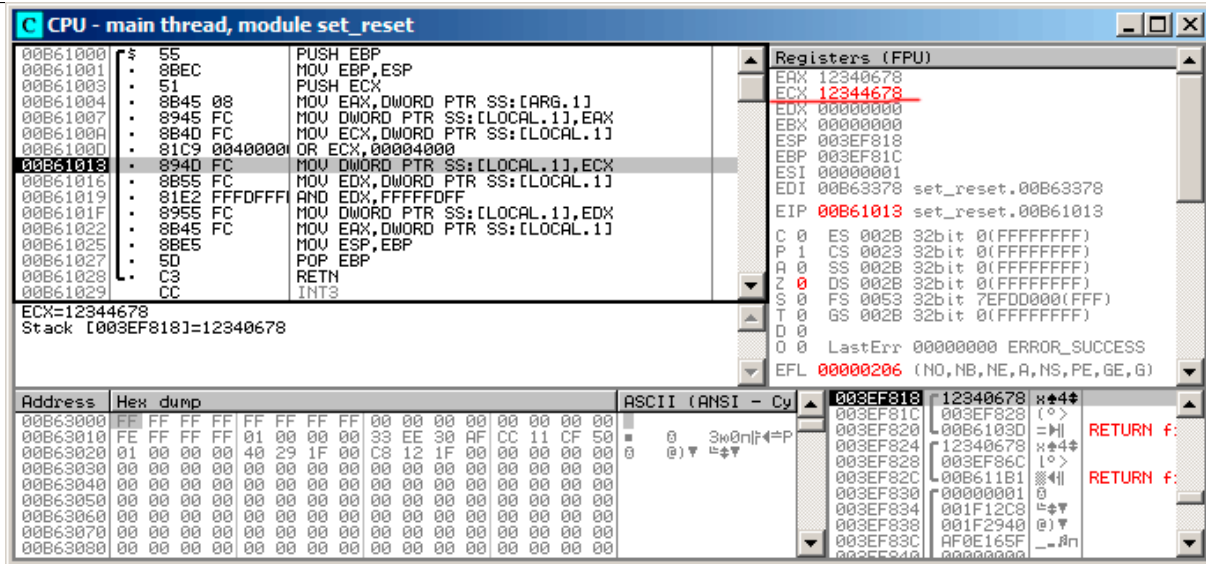 C CPU - main thread, module set_reset
00B61000 $ 55 PUSH EBP
00B61001 . 8BEC MOV EBP,ESP
00B61003 . 51 PUSH ECX
00B61004 . 8B45 08 MOV EAX,DWORD PTR SS:[ARG.1]
00B61007 . 8945 FC MOV DWORD PTR SS:[LOCAL.1],EAX
00B6100A . 8B4D FC MOV ECX,DWORD PTR SS:[LOCAL.1]
00B6100D . 81C9 00400000 OR ECX,00004000
00B61013 . 894D FC MOV DWORD PTR SS:[LOCAL.1],ECX
00B61016 . 8B55 FC MOV EDX,DWORD PTR SS:[LOCAL.1]
00B61019 . 81E2 FFFDFFF AND EDX,FFFFFDFF
00B6101F . 8955 FC MOV DWORD PTR SS:[LOCAL.1],EDX
00B61022 . 8B45 FC MOV EAX,DWORD PTR SS:[LOCAL.1]
00B61025 . 8BE5 MOV ESP,EBP
00B61027 . 5D POP EBP
00B61028 . C3 RETN
00B61029 CC INT3
ECX=12344678
Stack [003EF818]=12340678
Registers (FPU)
EAX 12340678
ECX 12344678
EDX 00000000
EBX 00000000
ESP 003EF818
EBP 003EF81C
ESI 00000001
EDI 00B63378 set_reset.00B63378
EIP 00B61013 set_reset.00B61013
C 0 ES 002B 32bit 0(FFFFFFFF)
P 1 CS 0023 32bit 0(FFFFFFFF)
A 0 SS 002B 32bit 0(FFFFFFFF)
Z 0 DS 002B 32bit 0(FFFFFFFF)
S 0 FS 0053 32bit 7EFDD000(FFF)
T 0 GS 002B 32bit 0(FFFFFFFF)
D 0
O 0 LastErr 00000000 ERROR_SUCCESS
EFL 00000206 (NO,NB,NE,A,NS,PE,GE,G)
Address Hex dump ASCII (ANSI - Cy
00B63000 FF FF FF FF FF FF FF FF FF FF FF FF FF FF FF FF
00B63010 FE FF FF FF 01 00 00 00 33 EE 30 AF CC 11 CF 50
00B63020 01 00 00 00 40 29 1F 00 C8 12 1F 00 00 00 00 00
00B63030 00 00 00 00 00 00 00 00 00 00 00 00 00 00 00 00
00B63040 00 00 00 00 00 00 00 00 00 00 00 00 00 00 00 00
00B63050 00 00 00 00 00 00 00 00 00 00 00 00 00 00 00 00
00B63060 00 00 00 00 00 00 00 00 00 00 00 00 00 00 00 00
00B63070 00 00 00 00 00 00 00 00 00 00 00 00 00 00 00 00
00B63080 00 00 00 00 00 00 00 00 00 00 00 00 00 00 00 00
003EF818 12340678 x♠4↕
003EF81C 003EF828 (°>
003EF820 00B6103D RETURN f
003EF824 12340678 x♠4↕
003EF828 003EF86C l°>
003EF82C 00B611B1 RETURN f
003EF830 00000001
003EF834 001F12C8
003EF838 001F2940 @)▼
003EF83C AF0E165F
003EF840 00000000